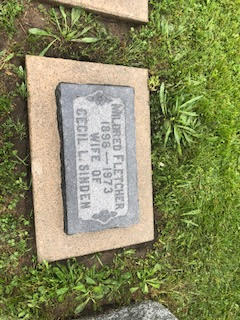 MILDRED FLETCHER
1896 — 1973
WIFE OF
CECIL L. SINDEN